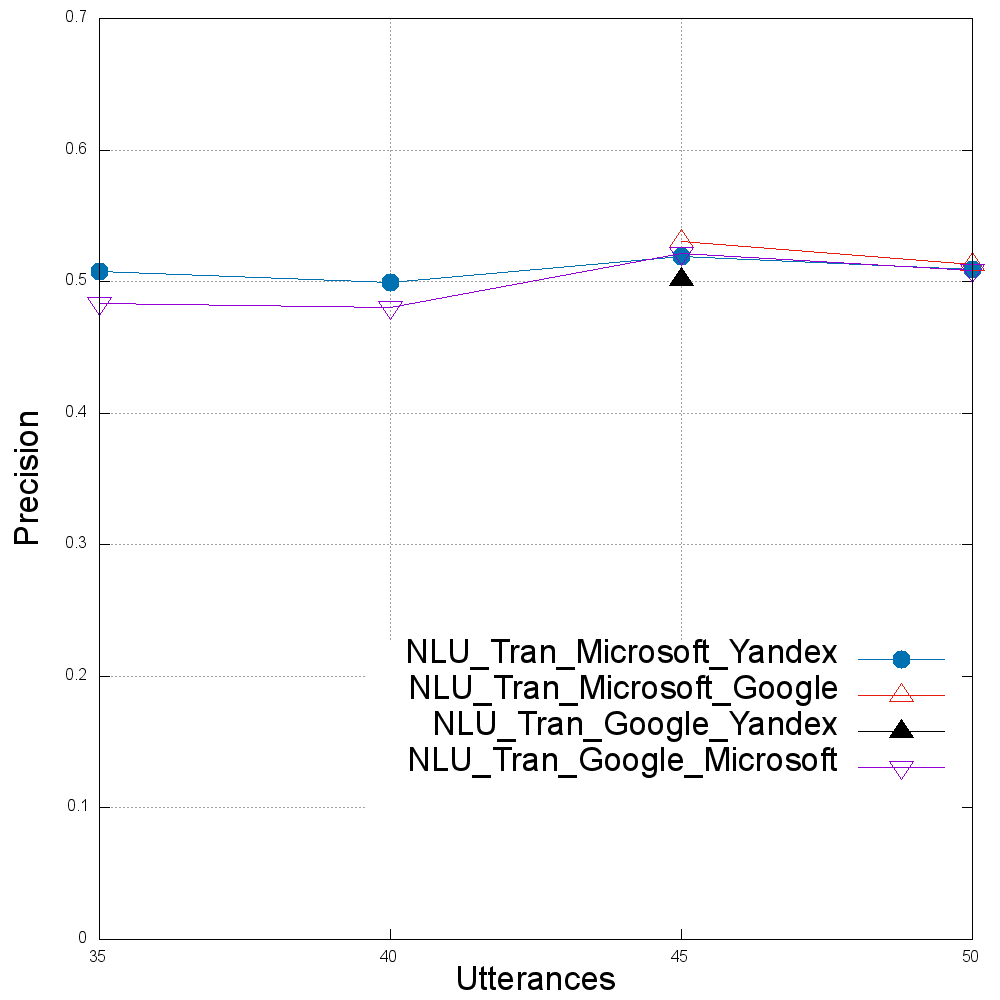 0.7
0.6
0.5
0.4
0.3
0.2
0.1
0
Precision
NLU_Tran_Microsoft_Yandex
NLU_Tran_Microsoft_Google
NLU_Tran_Google_Yandex
NLU_Tran_Google_Microsoft
35 40 45 50
Utterances